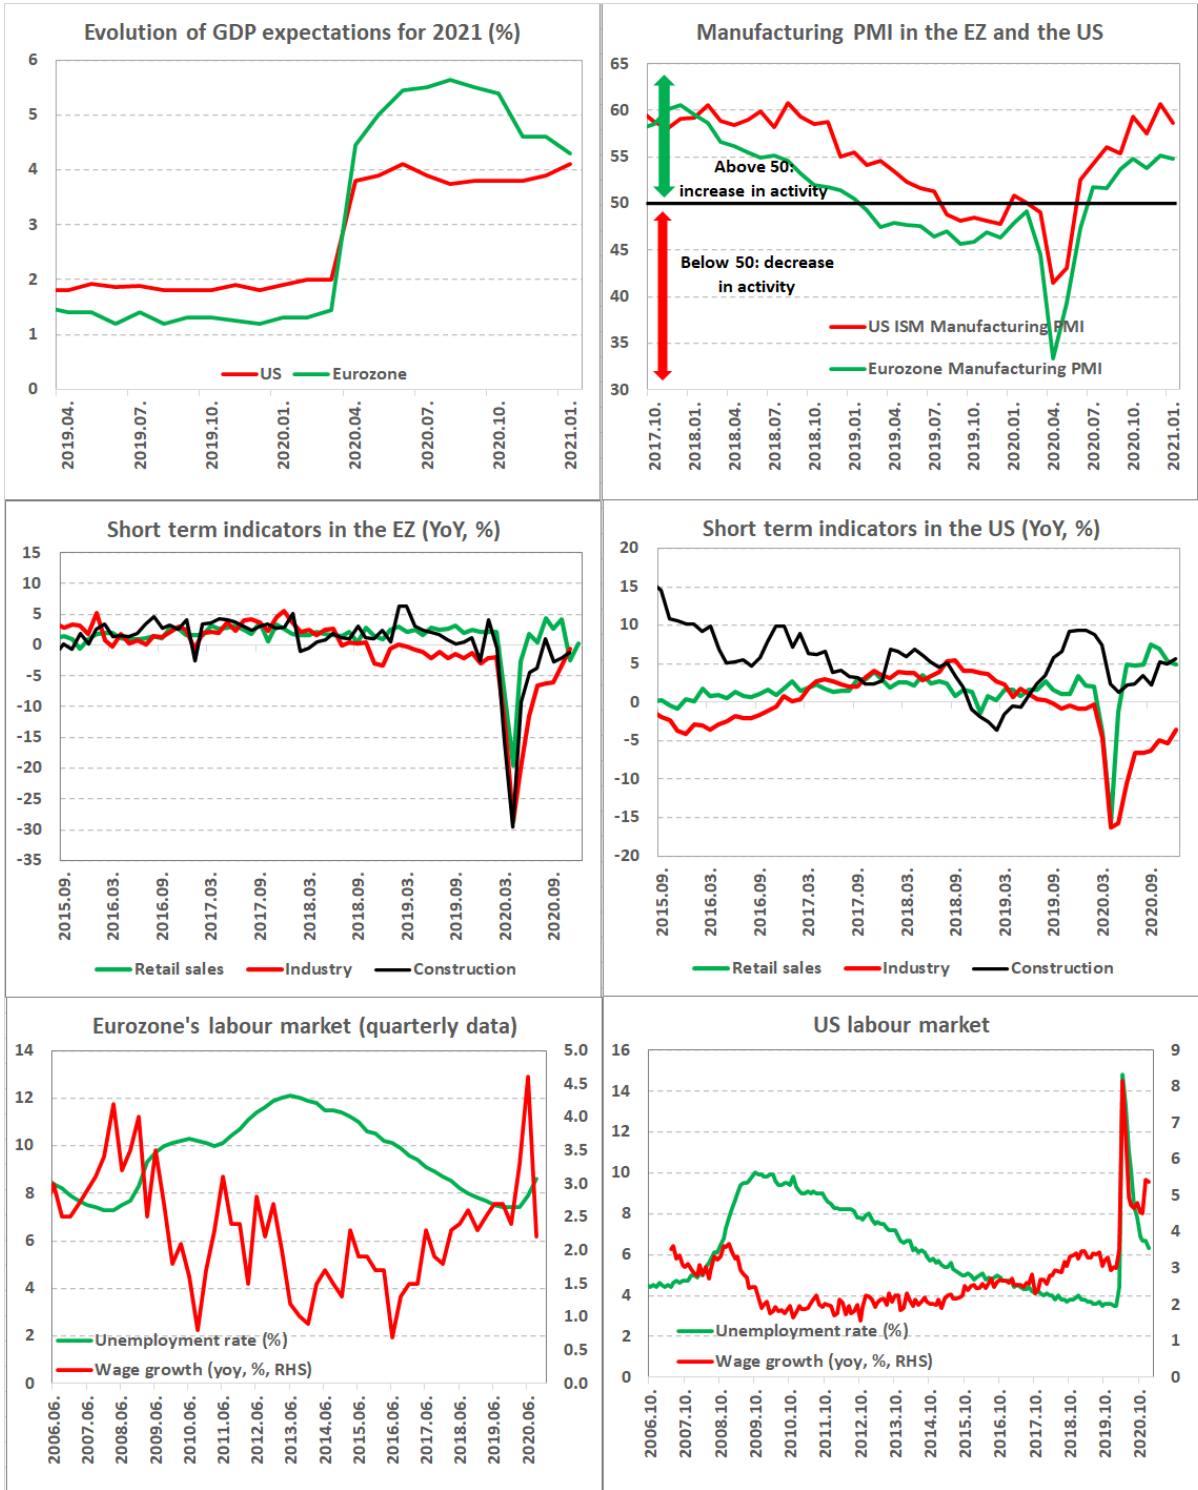 Evolution of GDP expectations for 2021 (%)
6
5
4
3
2
1
0
US Eurozone
2019.04. 2019.07. 2019.10. 2020.01. 2020.04. 2020.07. 2020.10. 2021.01.
Manufacturing PMI in the EZ and the US
65
60
55
50
45
40
35
30
Above 50:
increase in activity
Below 50: decrease
in activity
US ISM Manufacturing PMI
Eurozone Manufacturing PMI
2017.10. 2018.01. 2018.04. 2018.07. 2018.10. 2019.01. 2019.04. 2019.07. 2019.10. 2020.01. 2020.04. 2020.07. 2020.10. 2021.01.
Short term indicators in the EZ (YoY, %)
15
10
5
0
-5
-10
-15
-20
-25
-30
-35
2015.09. 2016.03. 2016.09. 2017.03. 2017.09. 2018.03. 2018.09. 2019.03. 2019.09. 2020.03. 2020.09.
Retail sales Industry Construction
Short term indicators in the US (YoY, %)
20
15
10
5
0
-5
-10
-15
-20
2015.09. 2016.03. 2016.09. 2017.03. 2017.09. 2018.03. 2018.09. 2019.03. 2019.09. 2020.03. 2020.09.
Retail sales Industry Construction
Eurozone's labour market (quarterly data)
14 5.0
12 4.5
10 4.0
8 3.5
6 3.0
4 2.5
2 2.0
0 1.5
1.0
0.5
0.0
Unemployment rate (%)
Wage growth (yoy, %, RHS)
2006.06. 2007.06. 2008.06. 2009.06. 2010.06. 2011.06. 2012.06. 2013.06. 2014.06. 2015.06. 2016.06. 2017.06. 2018.06. 2019.06. 2020.06.
US labour market
16 9
14 8
12 7
10 6
8 5
6 4
4 3
2 2
0 1
0
Unemployment rate (%)
Wage growth (yoy, %, RHS)
2006.10. 2007.10. 2008.10. 2009.10. 2010.10. 2011.10. 2012.10. 2013.10. 2014.10. 2015.10. 2016.10. 2017.10. 2018.10. 2019.10. 2020.10.